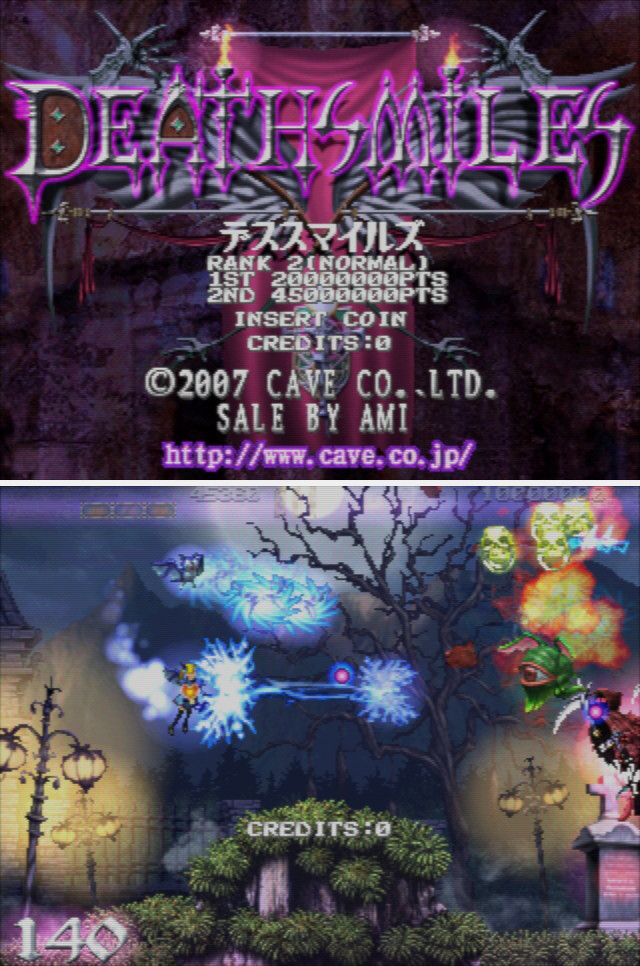 DEATHSMILES
デススマイルズ
RANK 2(NORMAL)
1ST 20000000PTS
2ND 45000000PTS
INSERT COIN
CREDITS:0
©2007 CAVE CO.,LTD.
SALE BY AMI
http://www.cave.co.jp/
10000000
CREDITS:0
140